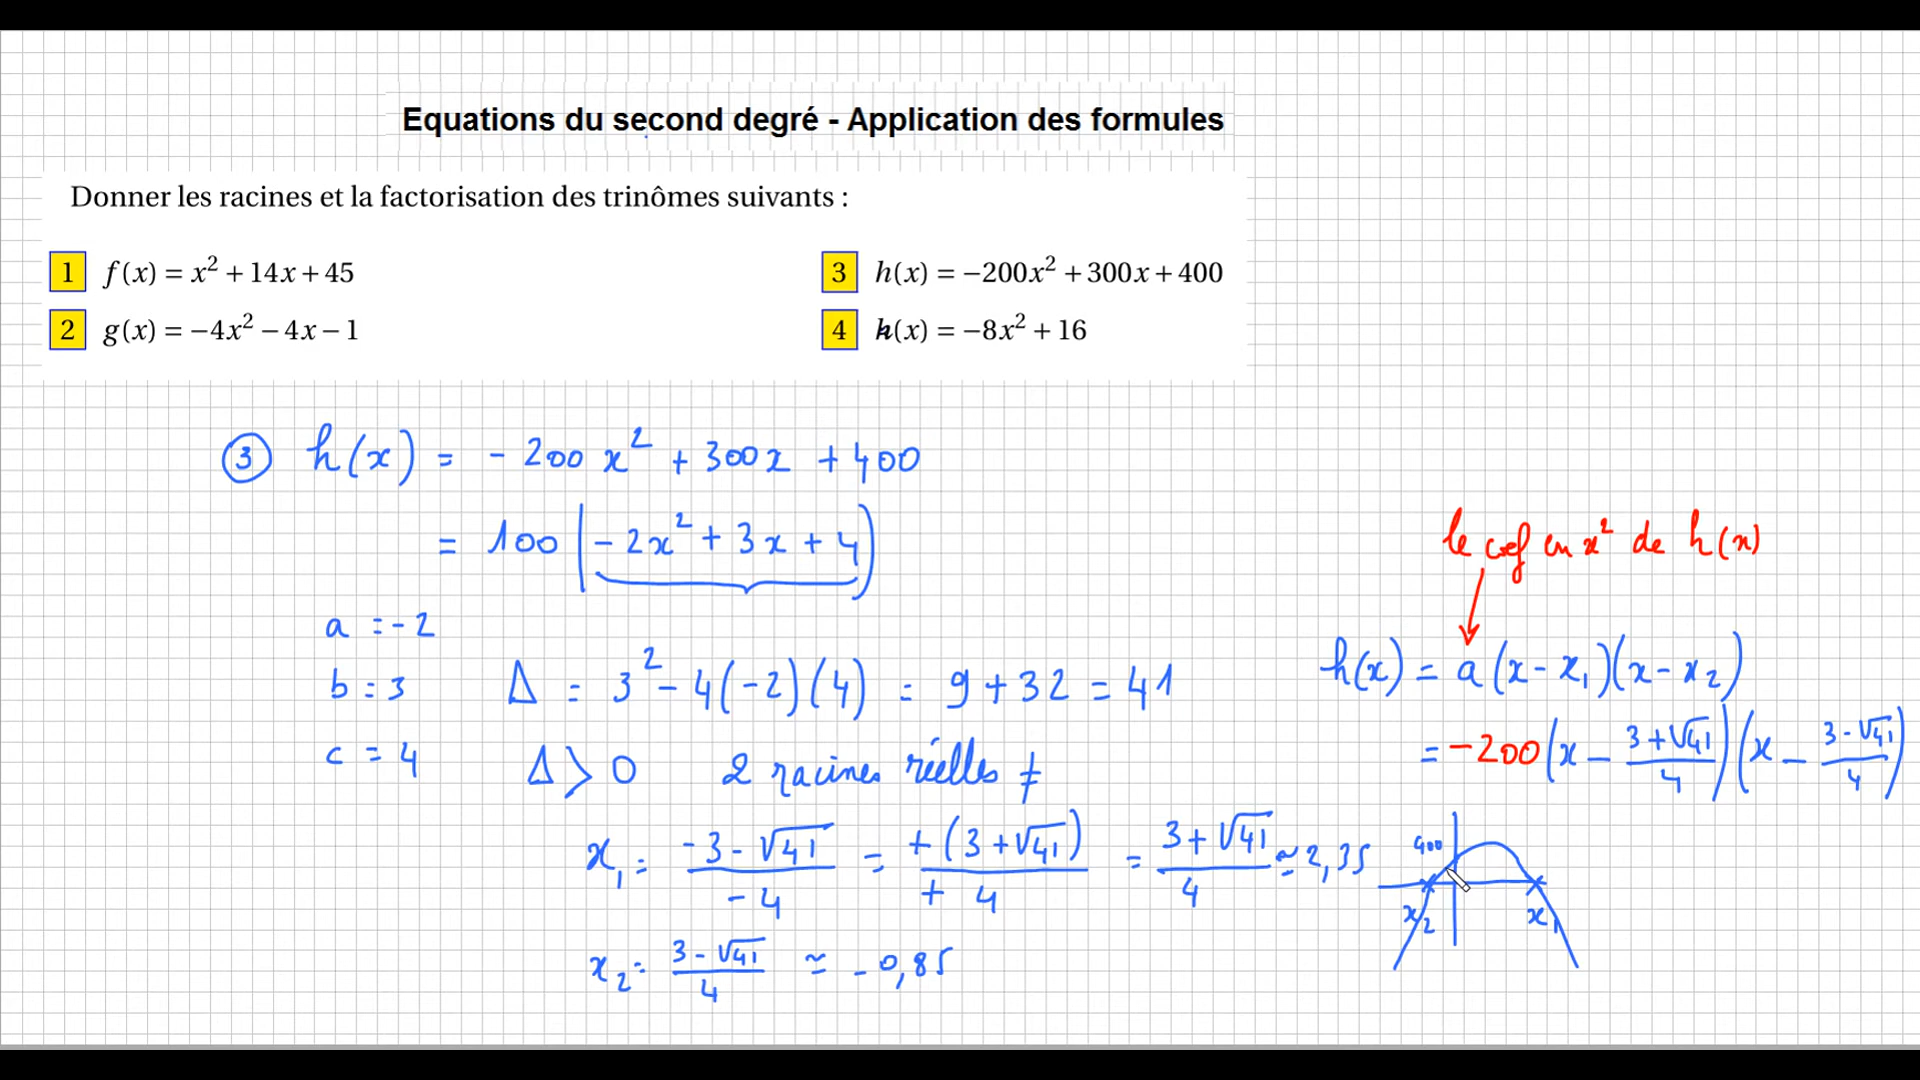 Equations du second degré - Application des formules
Donner les racines et la factorisation des trinômes suivants :
1 f(x) = x² + 14x + 45
2 g(x) = −4x² − 4x − 1
3 h(x) = −200x² + 300x + 400
4 k(x) = −8x² + 16
③ h(x) = - 200 x² + 300x + 400
= 100 (- 2x² + 3x + 4)
a = - 2
b = 3
c = 4
Δ = 3² - 4(-2)(4) = 9 + 32 = 41
Δ > 0 2 racines réelles ≠
x₁ = (-3 - √41)/(-4) = (+(3 + √41))/(+4) = (3 + √41)/4 ≃ 2,35
x₂ = (3 - √41)/4 ≃ - 0,85
le cœf en x² de h(x)
h(x) = a(x - x₁)(x - x₂)
= -200 (x - (3 + √41)/4)(x - (3 - √41)/4)
400
x₂ x₁